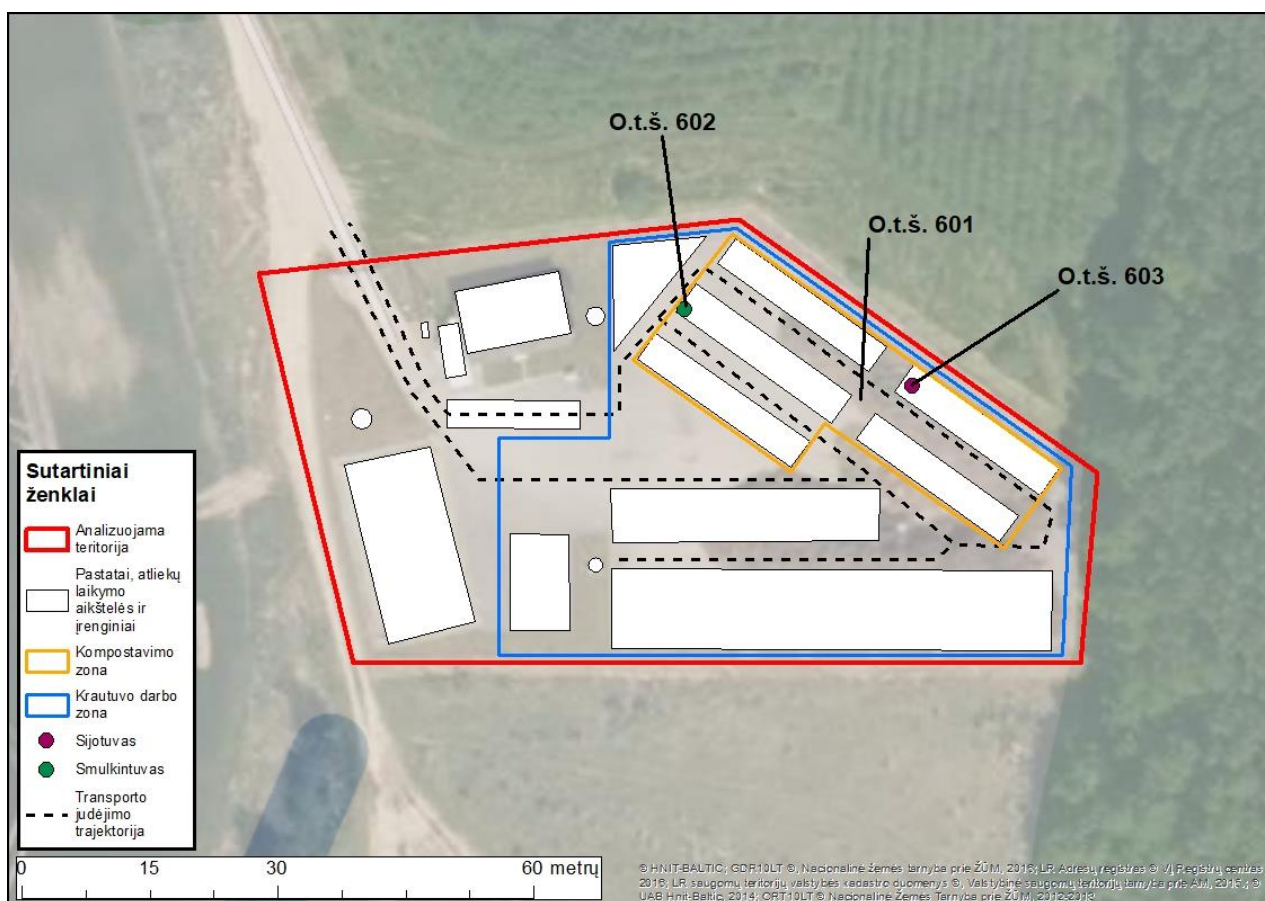 O.t.š. 602
O.t.š. 601
O.t.š. 603
Sutartiniai
ženklai
Analizuojama
teritorija
Pastatai, atliekų
laikymo
aikštelės ir
įrenginiai
Kompostavimo
zona
Krautuvo darbo
zona
Sijotuvas
Smulkintuvas
Transporto
judėjimo
trajektorija
0 15 30 60 metrų
© HNIT-BALTIC; GDR10LT ©, Nacionalinė žemės tarnyba prie ŽŪM, 2015; LR Adresų registras © VĮ Registrų centras
2016; LR saugomų teritorijų valstybės kadastro duomenys ©, Valstybinė saugomų teritorijų tarnyba prie AM, 2015.; ©
UAB Hnit-Baltic, 2014; ORT10LT © Nacionalinė Žemės Tarnyba prie ŽŪM, 2012-2013